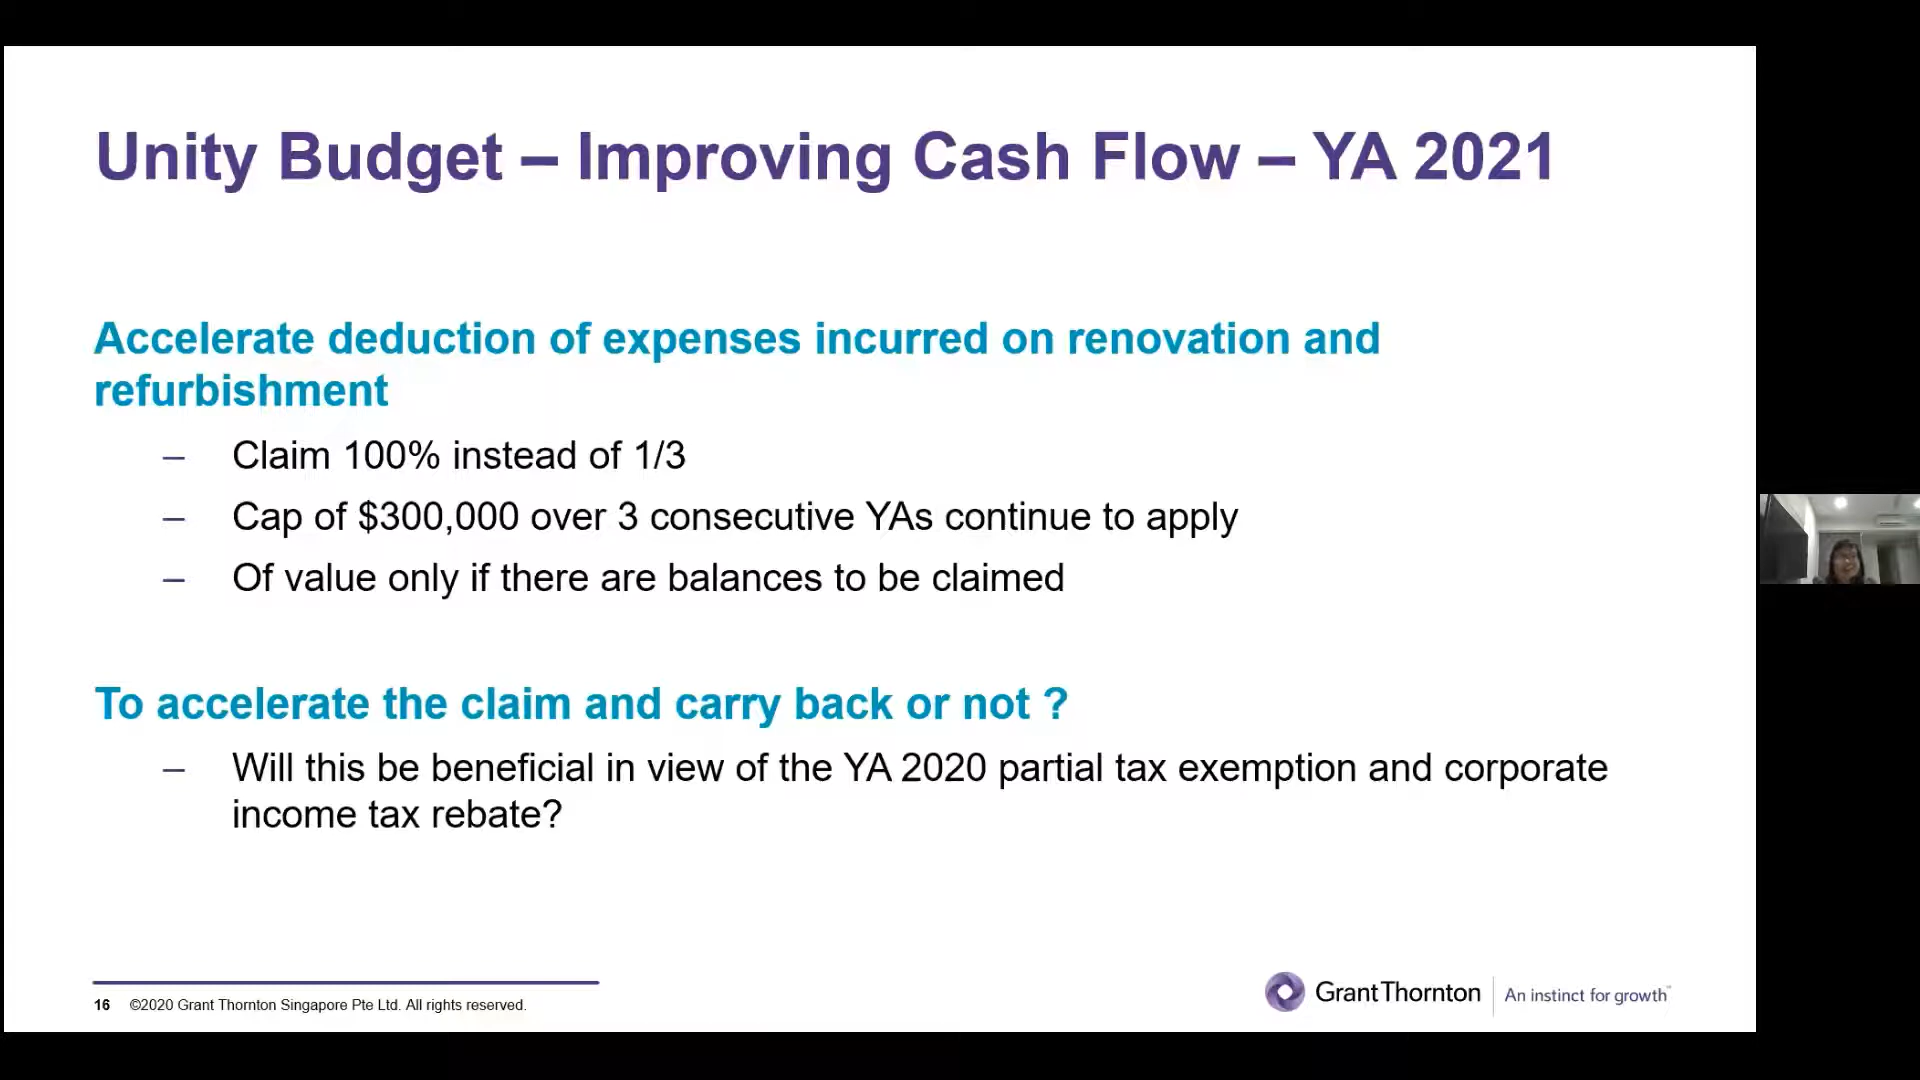 Unity Budget – Improving Cash Flow – YA 2021
Accelerate deduction of expenses incurred on renovation and
refurbishment
– Claim 100% instead of 1/3
– Cap of $300,000 over 3 consecutive YAs continue to apply
– Of value only if there are balances to be claimed
To accelerate the claim and carry back or not ?
– Will this be beneficial in view of the YA 2020 partial tax exemption and corporate
income tax rebate?
16 ©2020 Grant Thornton Singapore Pte Ltd. All rights reserved.
Grant Thornton An instinct for growth™